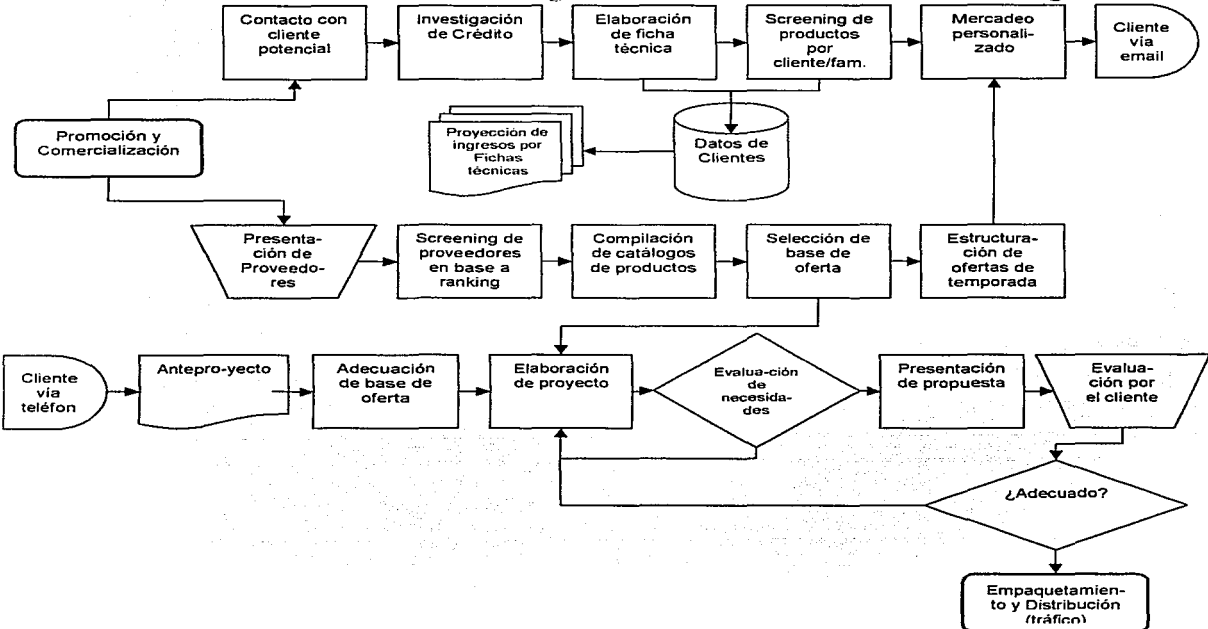 Contacto con
cliente
potencial
Investigación
de Crédito
Elaboración
de ficha
técnica
Screening de
productos
por
cliente/fam.
Mercadeo
personali-
zado
Cliente
vía
email
Promoción y
Comercialización
Proyección de
ingresos por
Fichas
técnicas
Datos de
Clientes
Presenta-
ción de
Proveedo-
res
Screening de
proveedores
en base a
ranking
Compilación
de catálogos
de productos
Selección de
base de
oferta
Estructura-
ción de
ofertas de
temporada
Cliente
vía
teléfon
Antepro-yecto
Adecuación
de base de
oferta
Elaboración
de proyecto
Evalua-ción
de
necesida-
des
Presentación
de propuesta
Evalua-
ción por
el cliente
¿Adecuado?
Empaquetamien-
to y Distribución
(tráfico)